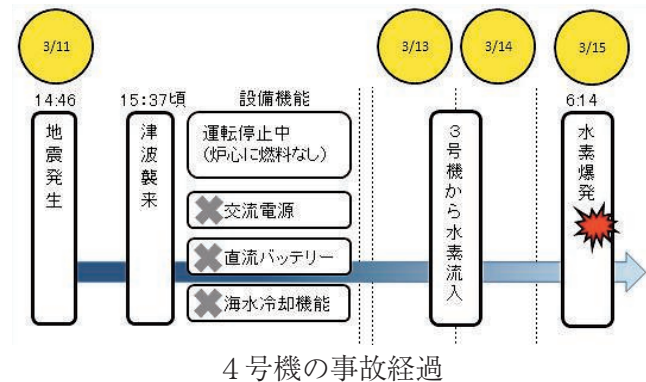 3/11
3/13
3/14
3/15
14:46
15:37頃
設備機能
6:14
地震発生
津波襲来
運転停止中
(炉心に燃料なし)
交流電源
直流バッテリー
海水冷却機能
3号機から水素流入
水素爆発
４号機の事故経過